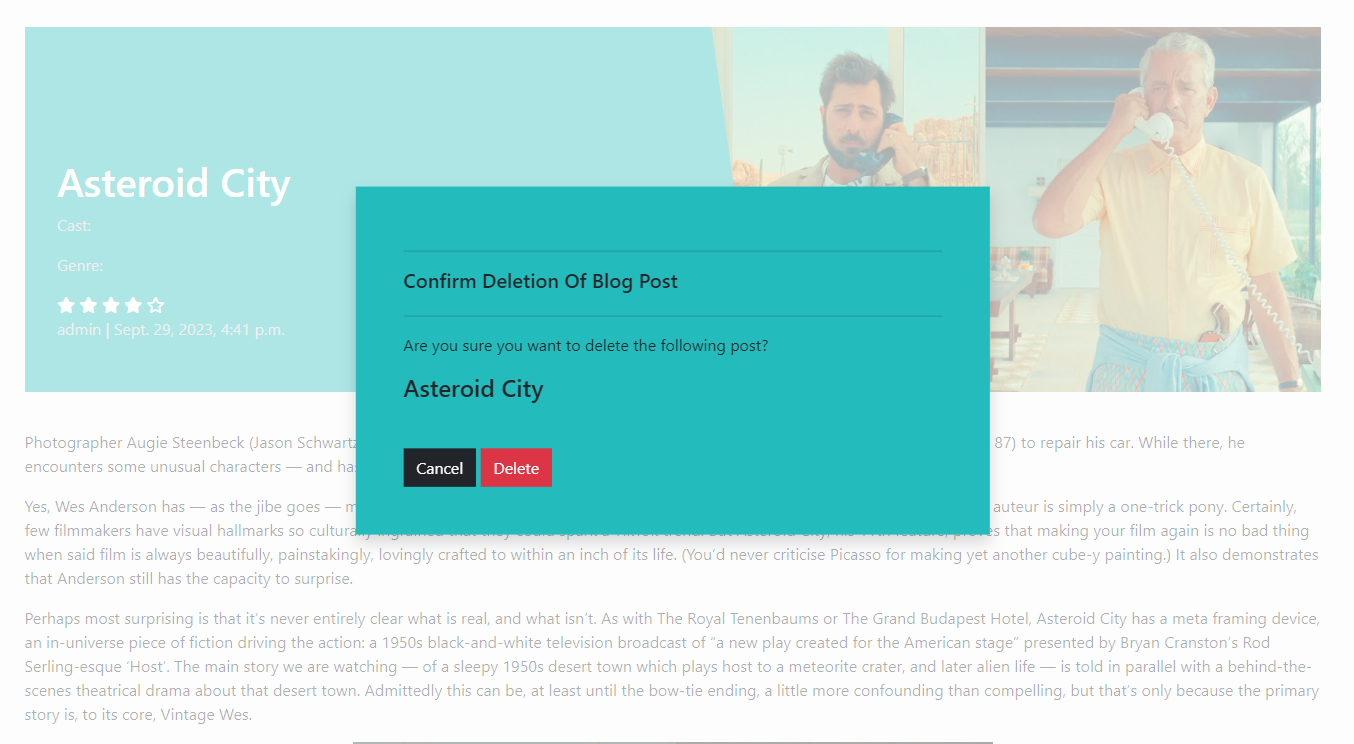 Asteroid City
Cast:
Genre:
admin | Sept. 29, 2023, 4:41 p.m.
Confirm Deletion Of Blog Post
Are you sure you want to delete the following post?
Asteroid City
Cancel Delete
Photographer Augie Steenbeck (Jason Schwartz 87) to repair his car. While there, he
encounters some unusual characters — and has
Yes, Wes Anderson has — as the jibe goes — auteur is simply a one-trick pony. Certainly,
few filmmakers have visual hallmarks so that making your film again is no bad thing
when said film is always beautifully, painstakingly, lovingly crafted to within an inch of its life. (You’d never criticise Picasso for making yet another cube-y painting.) It also demonstrates
that Anderson still has the capacity to surprise.
Perhaps most surprising is that it’s never entirely clear what is real, and what isn’t. As with The Royal Tenenbaums or The Grand Budapest Hotel, Asteroid City has a meta framing device,
an in-universe piece of fiction driving the action: a 1950s black-and-white television broadcast of “a new play created for the American stage” presented by Bryan Cranston’s Rod
Serling-esque ‘Host’. The main story we are watching — of a sleepy 1950s desert town which plays host to a meteorite crater, and later alien life — is told in parallel with a behind-the-
scenes theatrical drama about that desert town. Admittedly this can be, at least until the bow-tie ending, a little more confounding than compelling, but that’s only because the primary
story is, to its core, Vintage Wes.